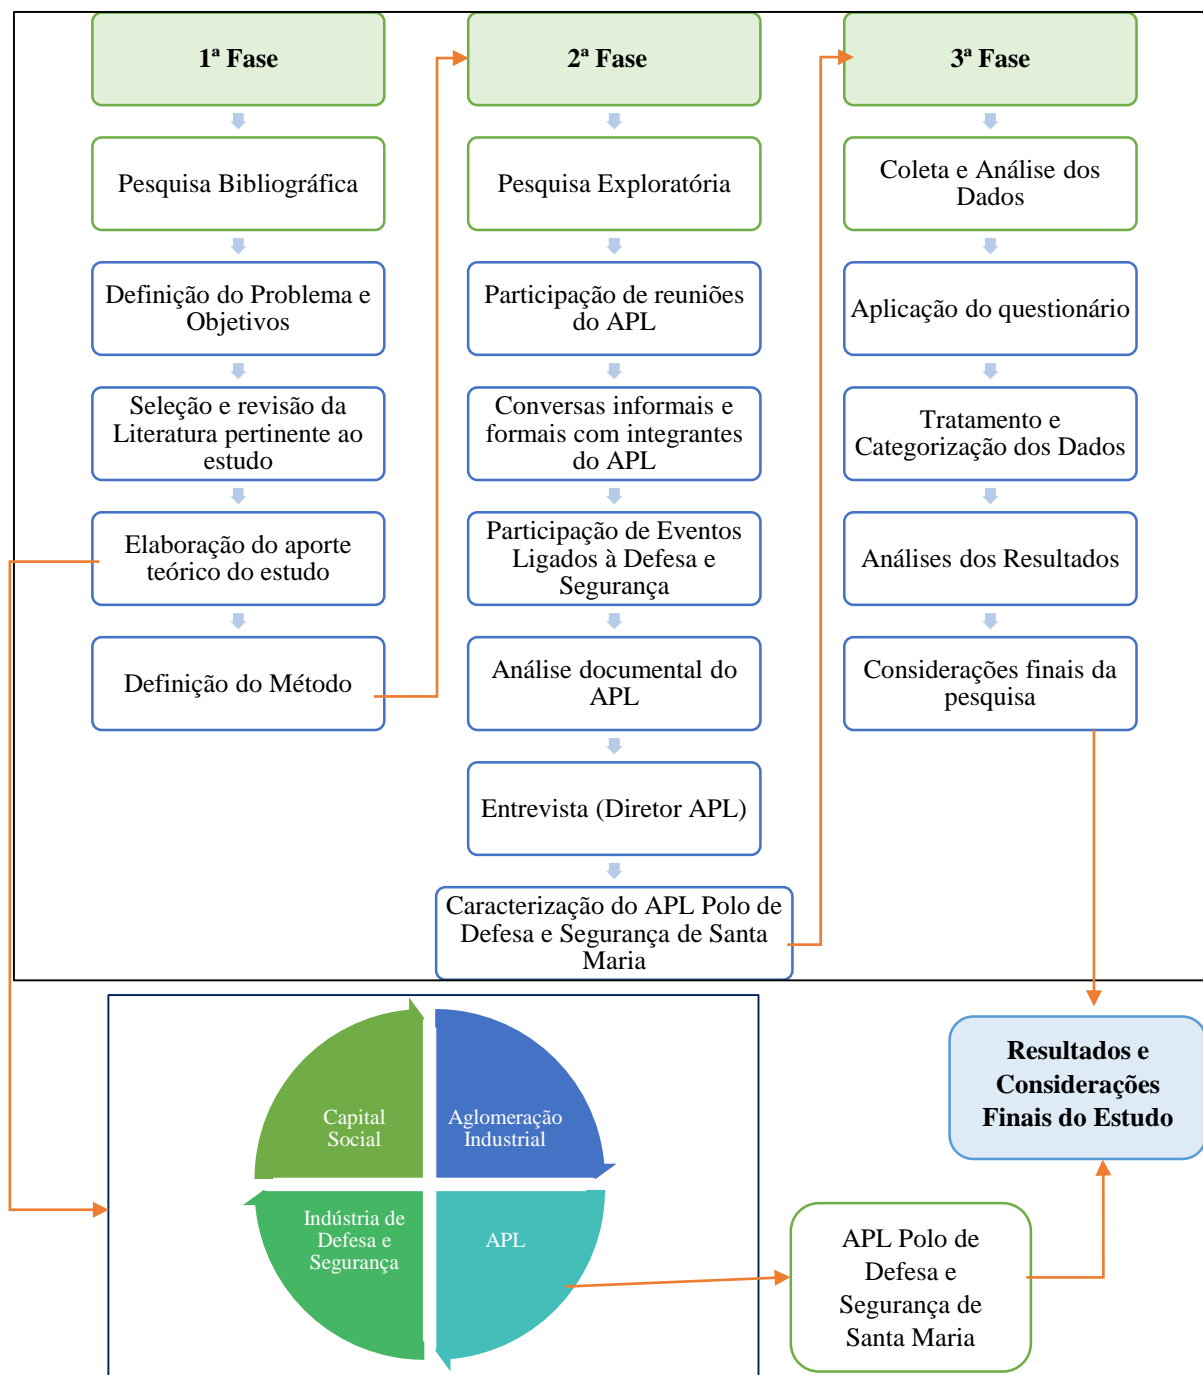 1ª Fase
Pesquisa Bibliográfica
Definição do Problema e
Objetivos
Seleção e revisão da
Literatura pertinente ao
estudo
Elaboração do aporte
teórico do estudo
Definição do Método
2ª Fase
Pesquisa Exploratória
Participação de reuniões
do APL
Conversas informais e
formais com integrantes
do APL
Participação de Eventos
Ligados à Defesa e
Segurança
Análise documental do
APL
Entrevista (Diretor APL)
Caracterização do APL Polo de
Defesa e Segurança de Santa
Maria
3ª Fase
Coleta e Análise dos
Dados
Aplicação do questionário
Tratamento e
Categorização dos Dados
Análises dos Resultados
Considerações finais da
pesquisa
Capital
Social
Aglomeração
Industrial
Indústria de
Defesa e
Segurança
APL
APL Polo de
Defesa e
Segurança de
Santa Maria
Resultados e
Considerações
Finais do Estudo